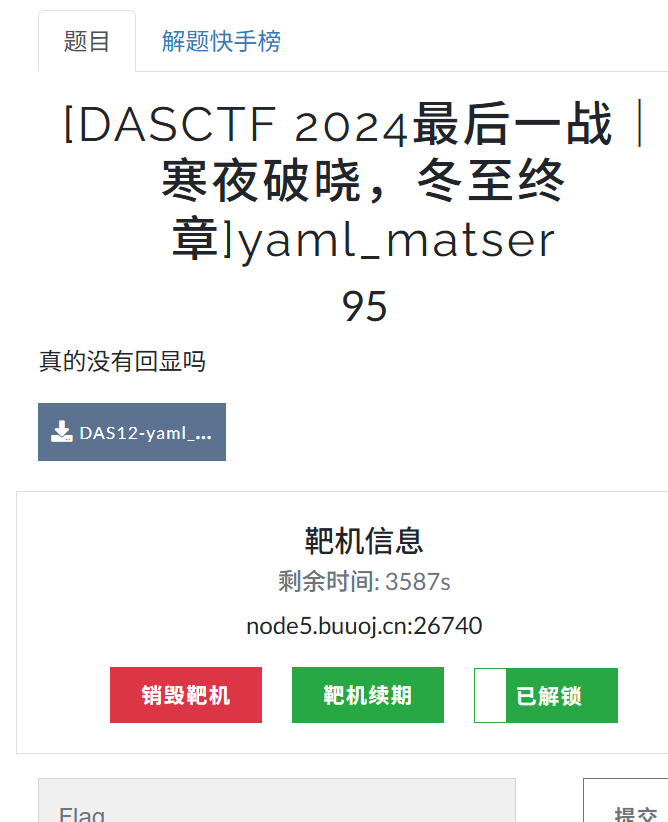 题目 解题快手榜
[DASCTF 2024最后一战｜
寒夜破晓，冬至终
章]yaml_matser
95
真的没有回显吗
DAS12-yaml_...
靶机信息
剩余时间: 3587s
node5.buuoj.cn:26740
销毁靶机 靶机续期 已解锁
Flag 提交